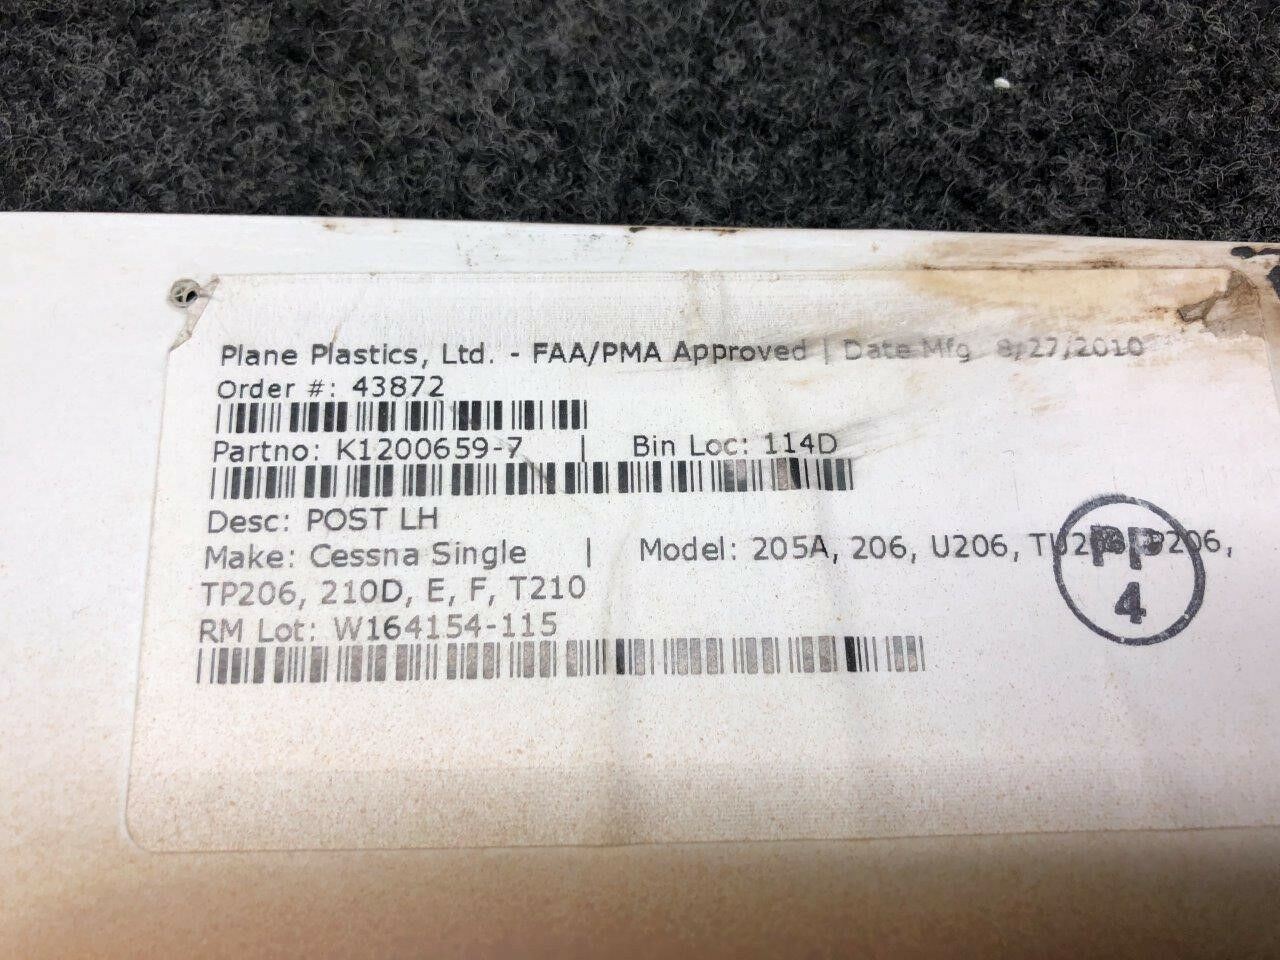 Plane Plastics, Ltd. - FAA/PMA Approved | Date Mfg 8/27/2010
Order #: 43872
Partno: K1200659-7 | Bin Loc: 114D
Desc: POST LH
Make: Cessna Single | Model: 205A, 206, U206, TU206, P206,
TP206, 210D, E, F, T210
RM Lot: W164154-115
PP
4